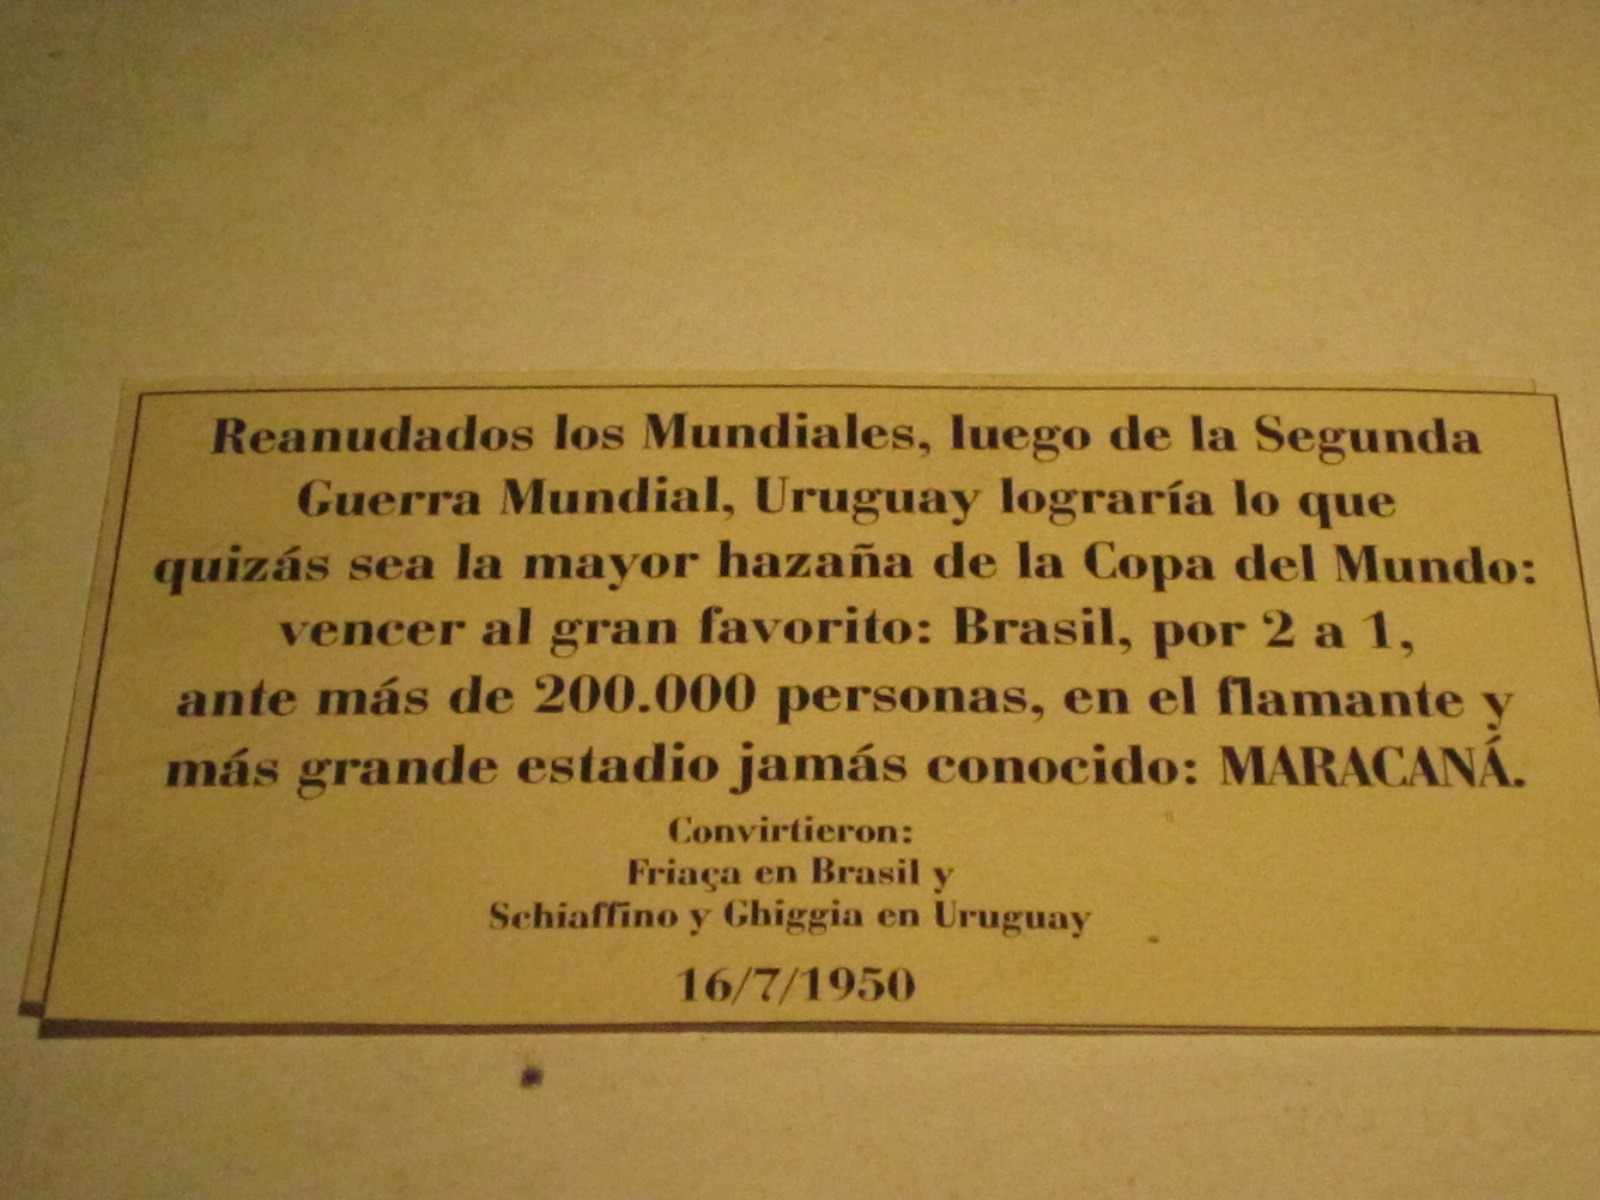 Reanudados los Mundiales, luego de la Segunda
Guerra Mundial, Uruguay lograría lo que
quizás sea la mayor hazaña de la Copa del Mundo:
vencer al gran favorito: Brasil, por 2 a 1,
ante más de 200.000 personas, en el flamante y
más grande estadio jamás conocido: MARACANÁ.
Convirtieron:
Friaça en Brasil y
Schiaffino y Ghiggia en Uruguay
16/7/1950